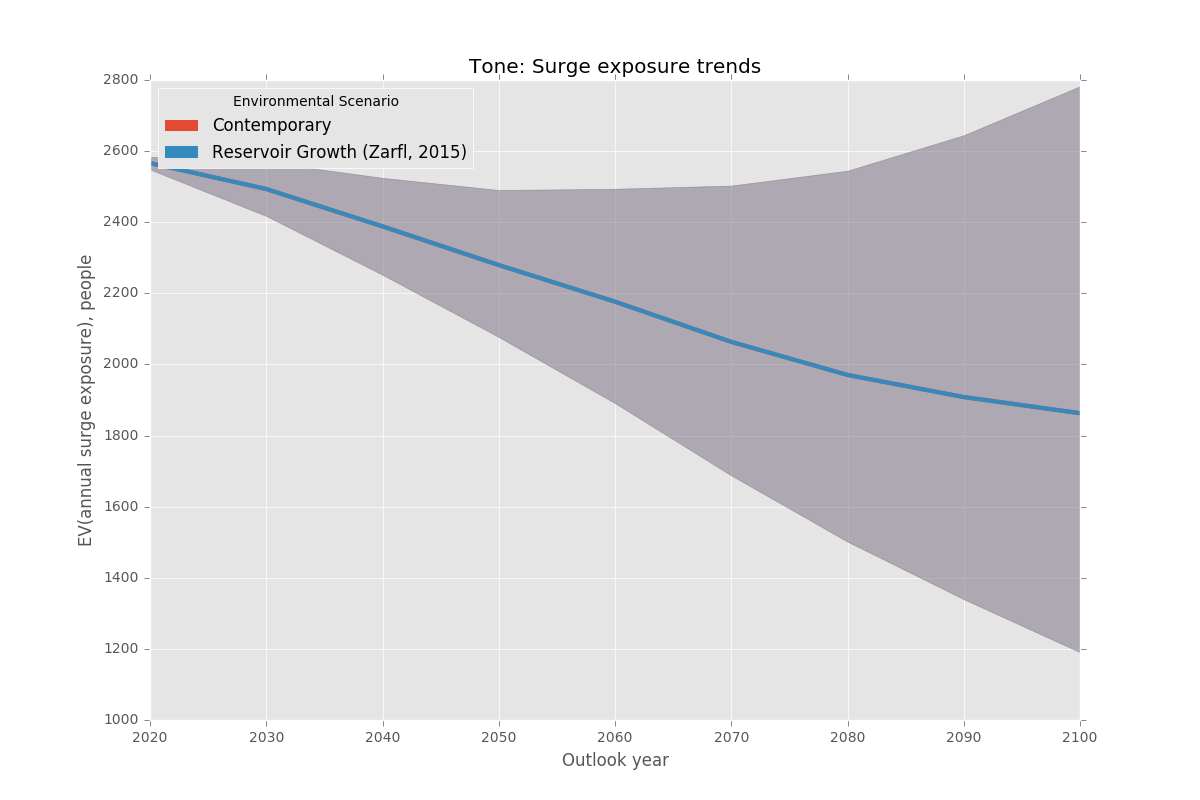 Tone: Surge exposure trends
Environmental Scenario
Contemporary
Reservoir Growth (Zarfl, 2015)
EV(annual surge exposure), people
2800
2600
2400
2200
2000
1800
1600
1400
1200
1000
2020 2030 2040 2050 2060 2070 2080 2090 2100
Outlook year